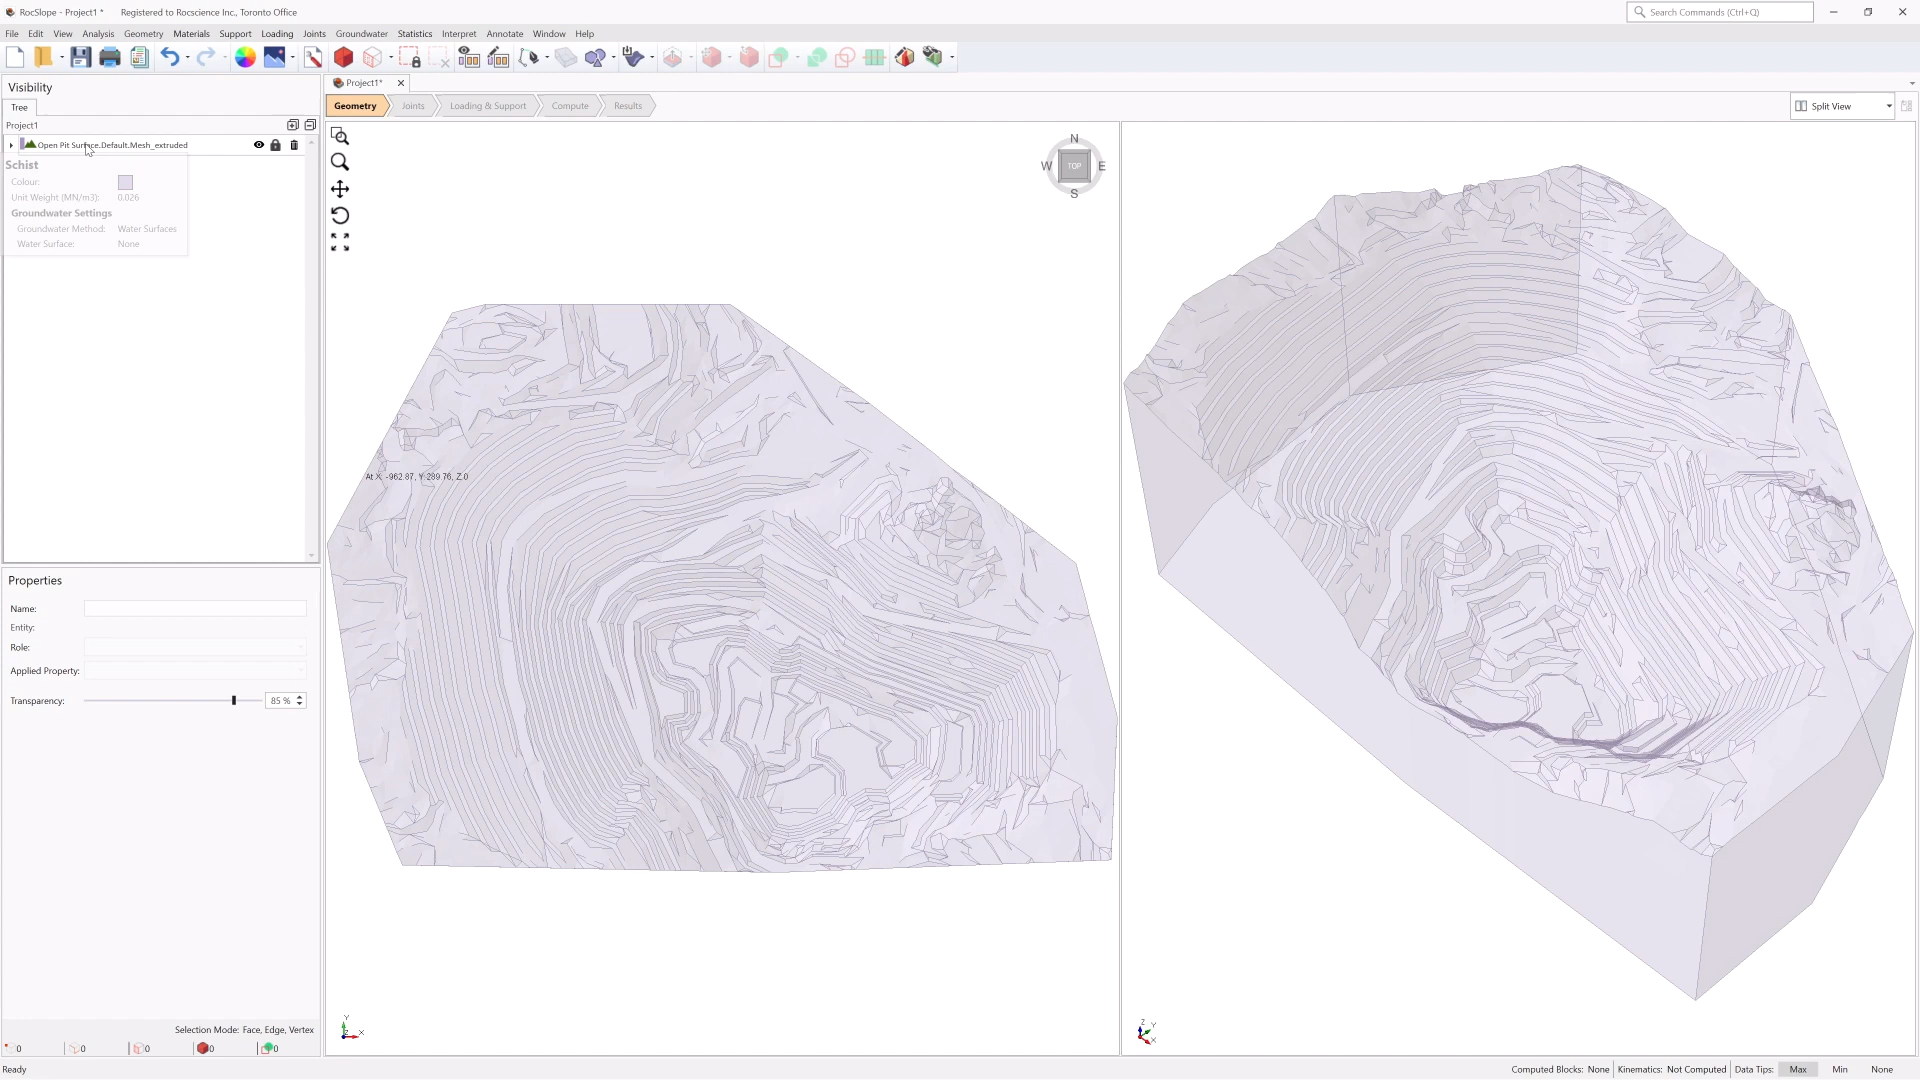 RocSlope - Project1 * Registered to Rocscience Inc., Toronto Office
Search Commands (Ctrl+Q)
File Edit View Analysis Geometry Materials Support Loading Joints Groundwater Statistics Interpret Annotate Window Help
Visibility
Tree
Project1
Open Pit Surface.Default.Mesh_extruded
Schist
Colour:
Unit Weight (MN/m3): 0.026
Groundwater Settings
Groundwater Method: Water Surfaces
Water Surface: None
Project1*
Geometry Joints Loading & Support Compute Results
Split View
N
W TOP E
S
At X: -962.87, Y:289.76, Z:0
Properties
Name:
Entity:
Role:
Applied Property:
Transparency: 85 %
Y
Z X
Z Y
X
Selection Mode: Face, Edge, Vertex
0 0 0 0 0
Ready
Computed Blocks: None Kinematics: Not Computed Data Tips: Max Min None